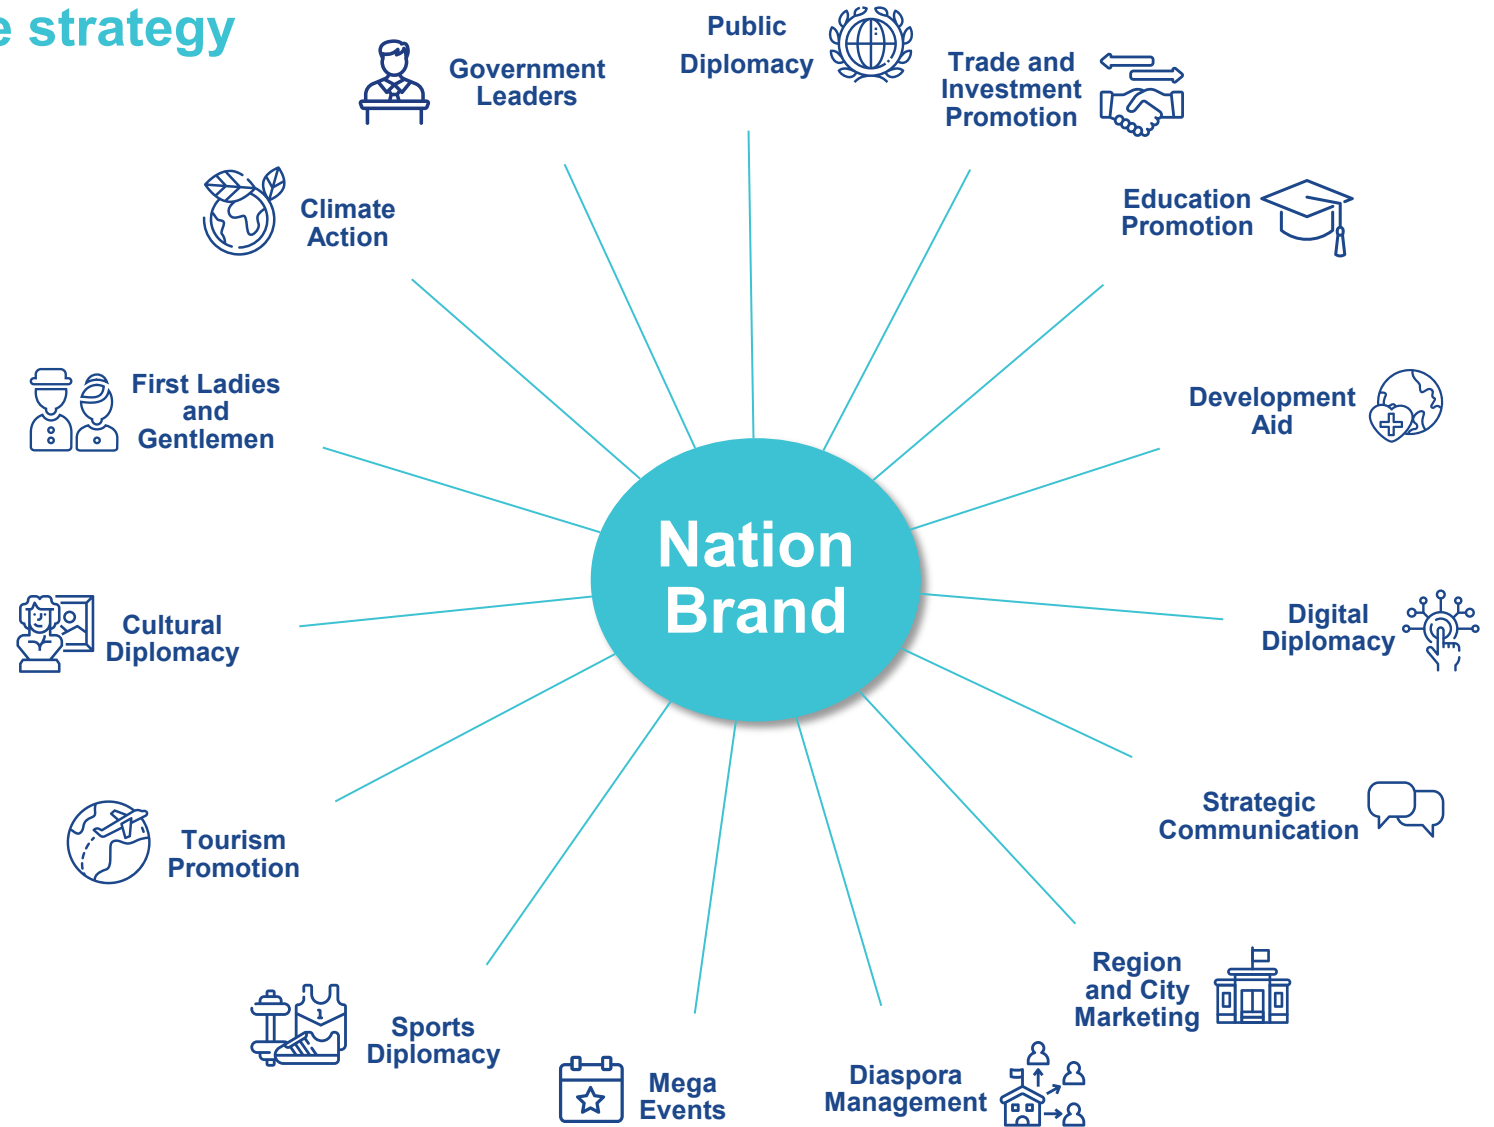 e strategy
Public
Diplomacy
Government
Leaders
Trade and
Investment
Promotion
Climate
Action
Education
Promotion
First Ladies
and
Gentlemen
Development
Aid
Nation
Brand
Cultural
Diplomacy
Digital
Diplomacy
Tourism
Promotion
Strategic
Communication
Region
and City
Marketing
1
Sports
Diplomacy
Mega
Events
Diaspora
Management